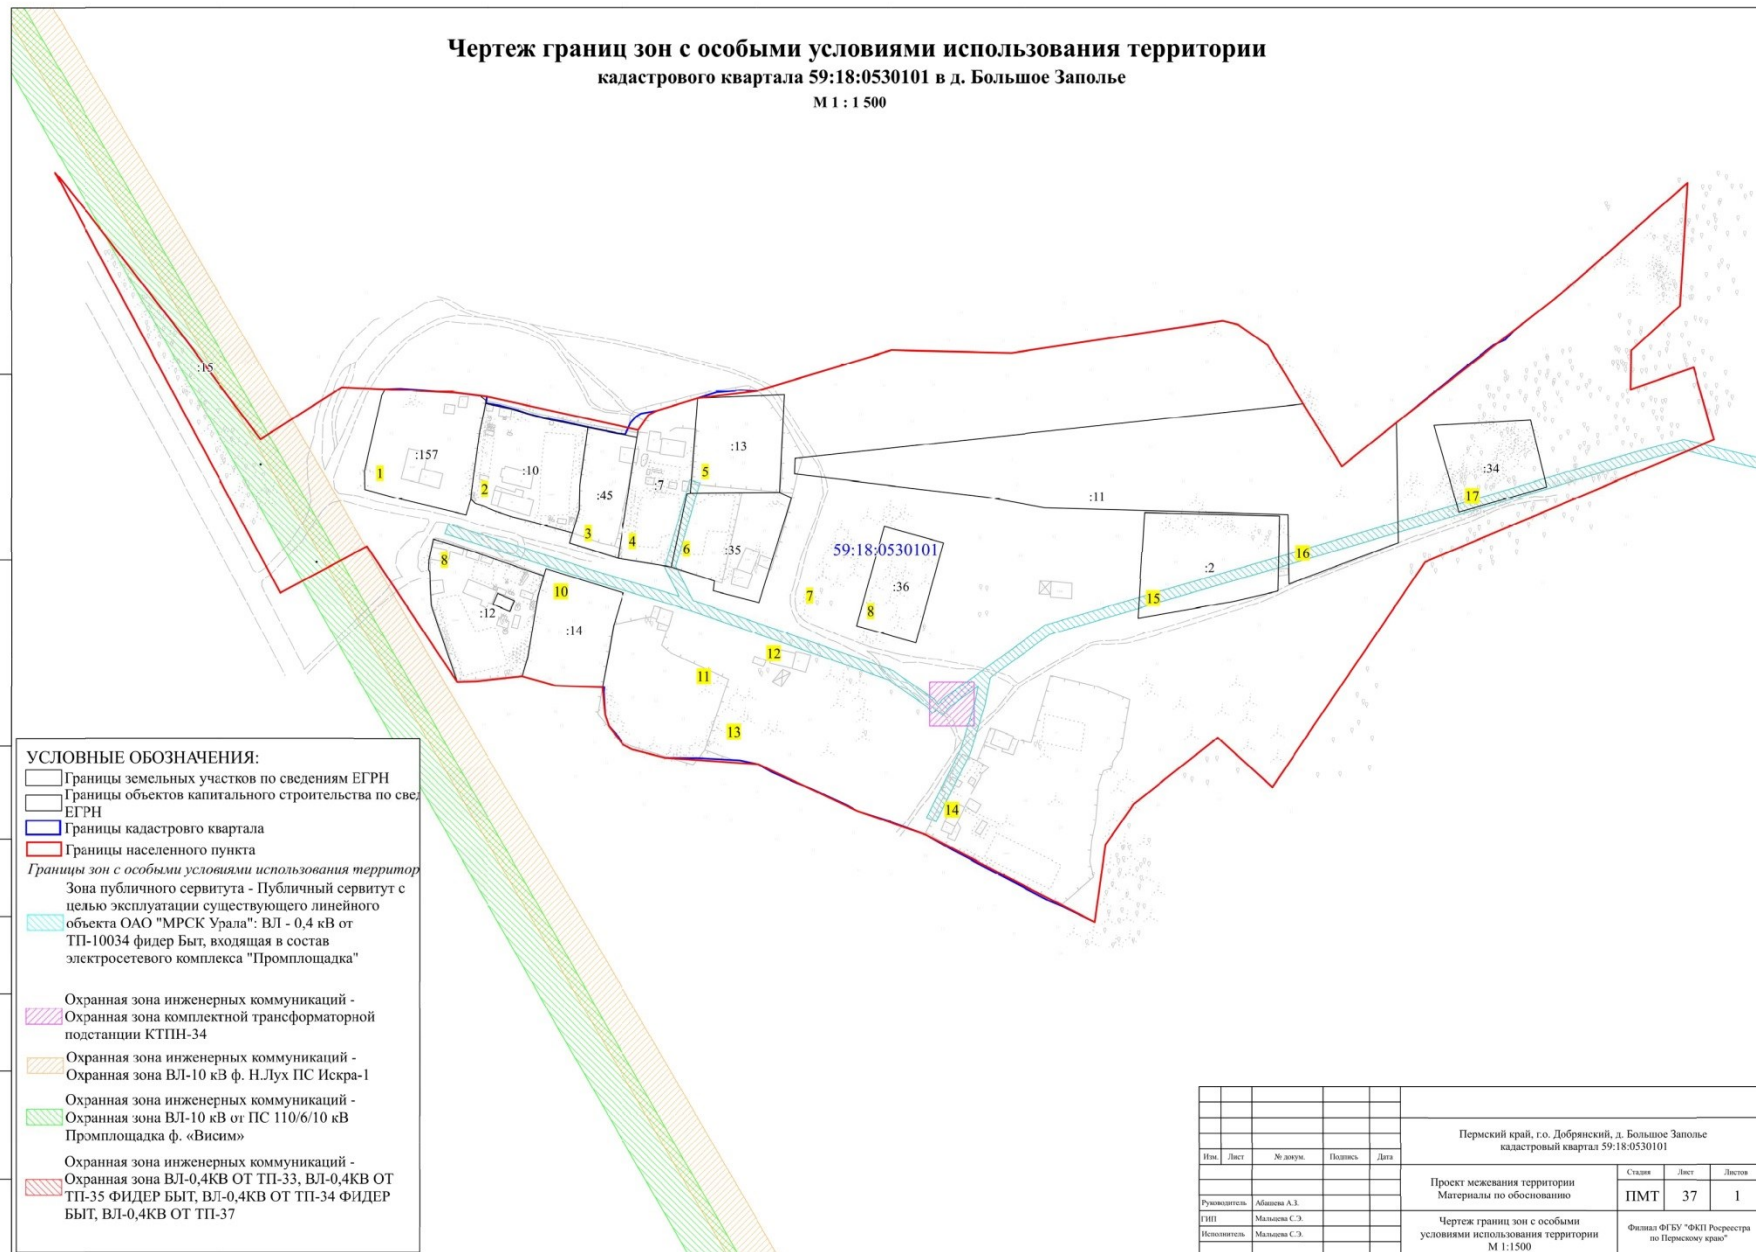 Чертеж границ зон с особыми условиями использования территории
кадастрового квартала 59:18:0530101 в д. Большое Заполье
М 1 : 1 500
:15
:157
1
:10
2
:45
3
:7
4
:13
5
6
:35
59:18:0530101
:36
7
8
:11
:2
15
16
:34
17
8
:12
10
:14
11
12
13
14
УСЛОВНЫЕ ОБОЗНАЧЕНИЯ:
Границы земельных участков по сведениям ЕГРН
Границы объектов капитального строительства по свед
ЕГРН
Границы кадастровго квартала
Границы населенного пункта
Границы зон с особыми условиями использования территор
Зона публичного сервитута - Публичный сервитут с
целью эксплуатации существующего линейного
объекта ОАО "МРСК Урала": ВЛ - 0,4 кВ от
ТП-10034 фидер Быт, входящая в состав
электросетевого комплекса "Промплощадка"
Охранная зона инженерных коммуникаций -
Охранная зона комплектной трансформаторной
подстанции КТПН-34
Охранная зона инженерных коммуникаций -
Охранная зона ВЛ-10 кВ ф. Н.Лух ПС Искра-1
Охранная зона инженерных коммуникаций -
Охранная зона ВЛ-10 кВ от ПС 110/6/10 кВ
Промплощадка ф. «Висим»
Охранная зона инженерных коммуникаций -
Охранная зона ВЛ-0,4КВ ОТ ТП-33, ВЛ-0,4КВ ОТ
ТП-35 ФИДЕР БЫТ, ВЛ-0,4КВ ОТ ТП-34 ФИДЕР
БЫТ, ВЛ-0,4КВ ОТ ТП-37
Пермский край, г.о. Добрянский, д. Большое Заполье
кадастровый квартал 59:18:0530101
Изм. Лист № докум. Подпись Дата
Проект межевания территории
Материалы по обоснованию
Стадия Лист Листов
ПМТ 37 1
Руководитель Абашева А.З.
ГИП Мальцева С.Э.
Исполнитель Мальцева С.Э.
Чертеж границ зон с особыми
условиями использования территории
М 1:1500
Филиал ФГБУ "ФКП Росреестра
по Пермскому краю"